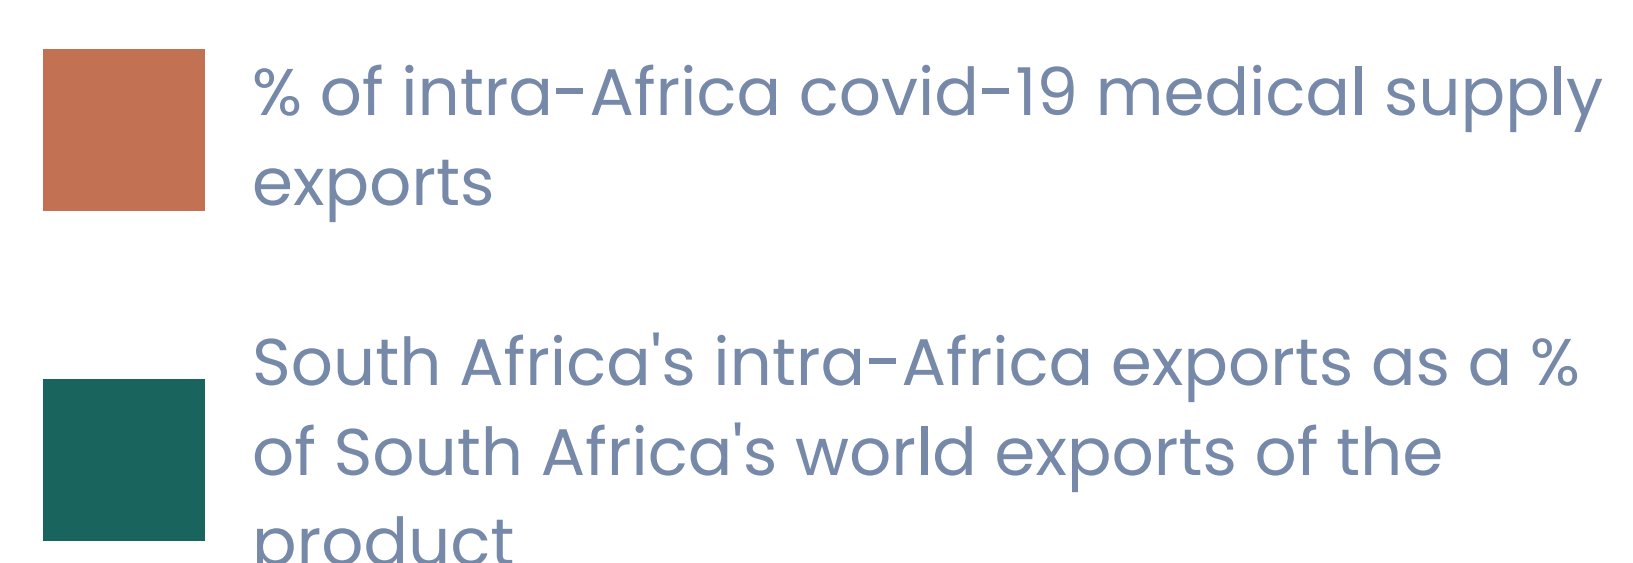 % of intra-Africa covid-19 medical supply
exports
South Africa's intra-Africa exports as a %
of South Africa's world exports of the
product